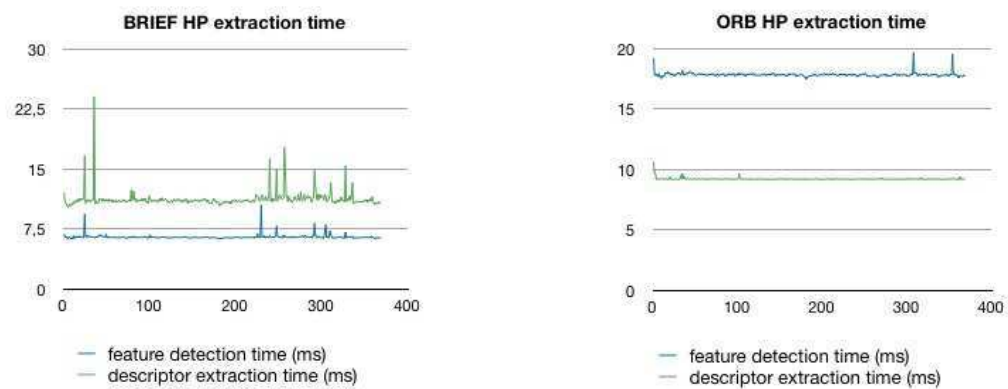 BRIEF HP extraction time
30
22,5
15
7,5
0
0 100 200 300 400
feature detection time (ms)
descriptor extraction time (ms)
ORB HP extraction time
20
15
10
5
0
0 100 200 300 400
feature detection time (ms)
descriptor extraction time (ms)